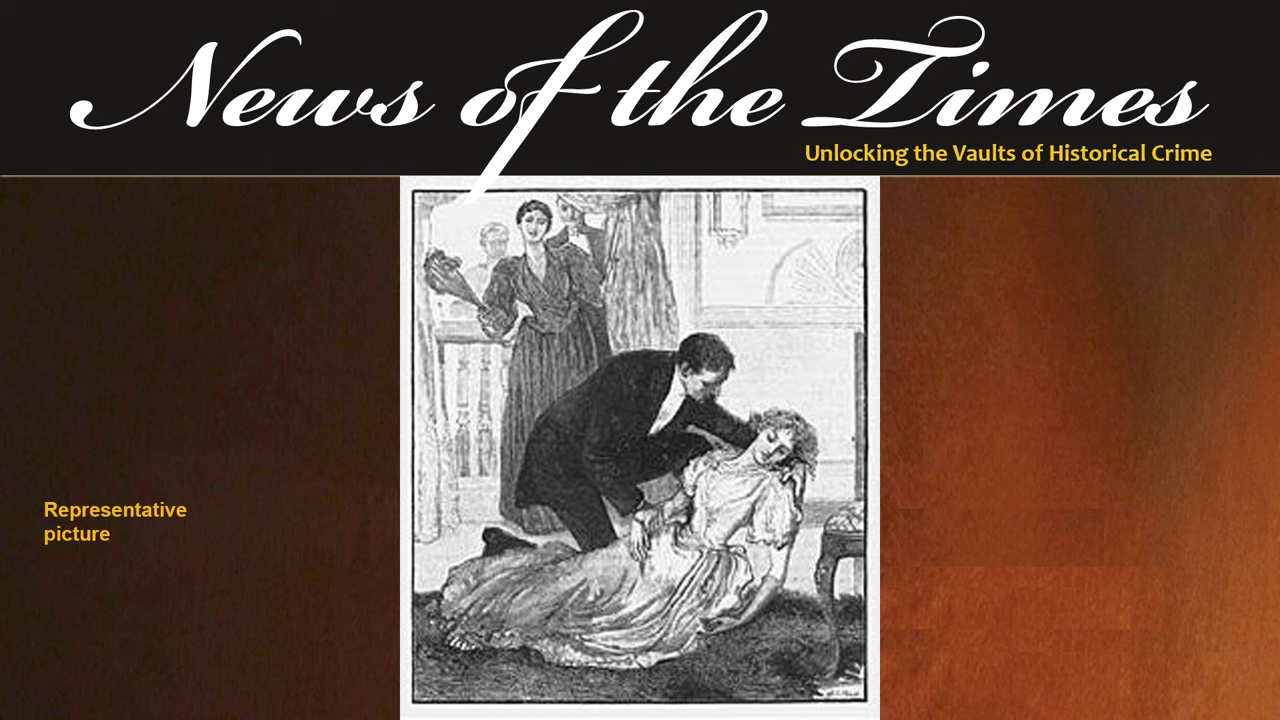 News of the Times
Unlocking the Vaults of Historical Crime
Representative
picture